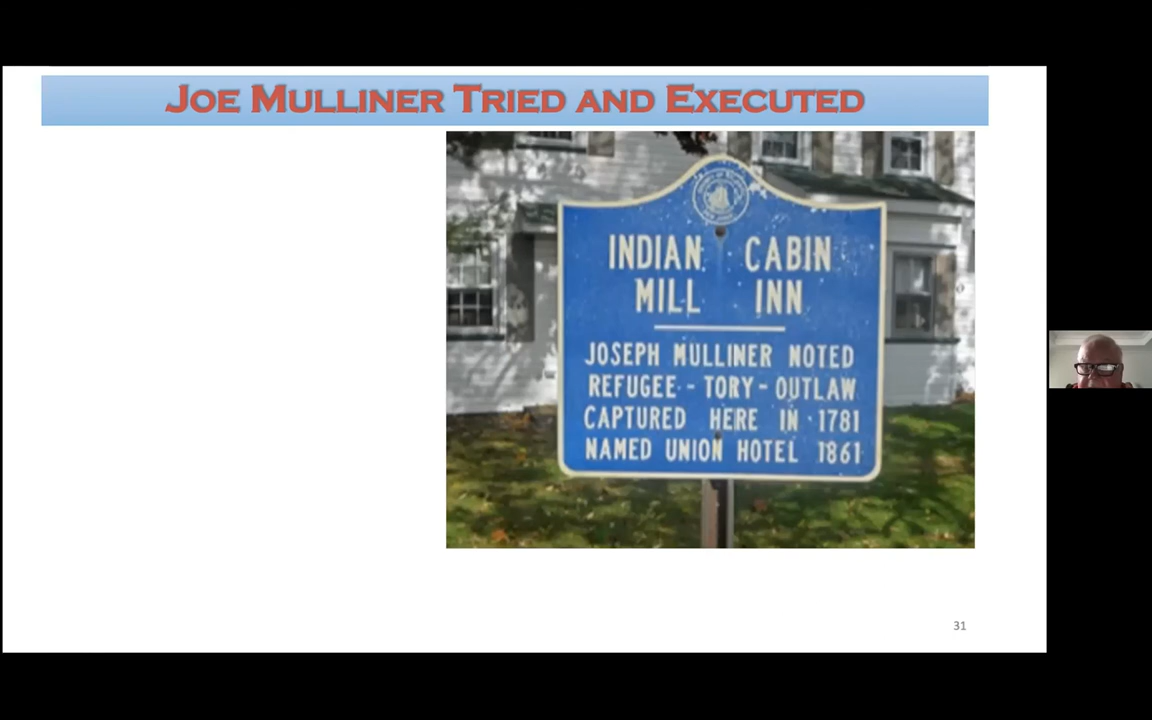 JOE MULLINER TRIED AND EXECUTED
INDIAN CABIN
MILL INN
JOSEPH MULLINER NOTED
REFUGEE - TORY - OUTLAW
CAPTURED HERE IN 1781
NAMED UNION HOTEL 1861
31